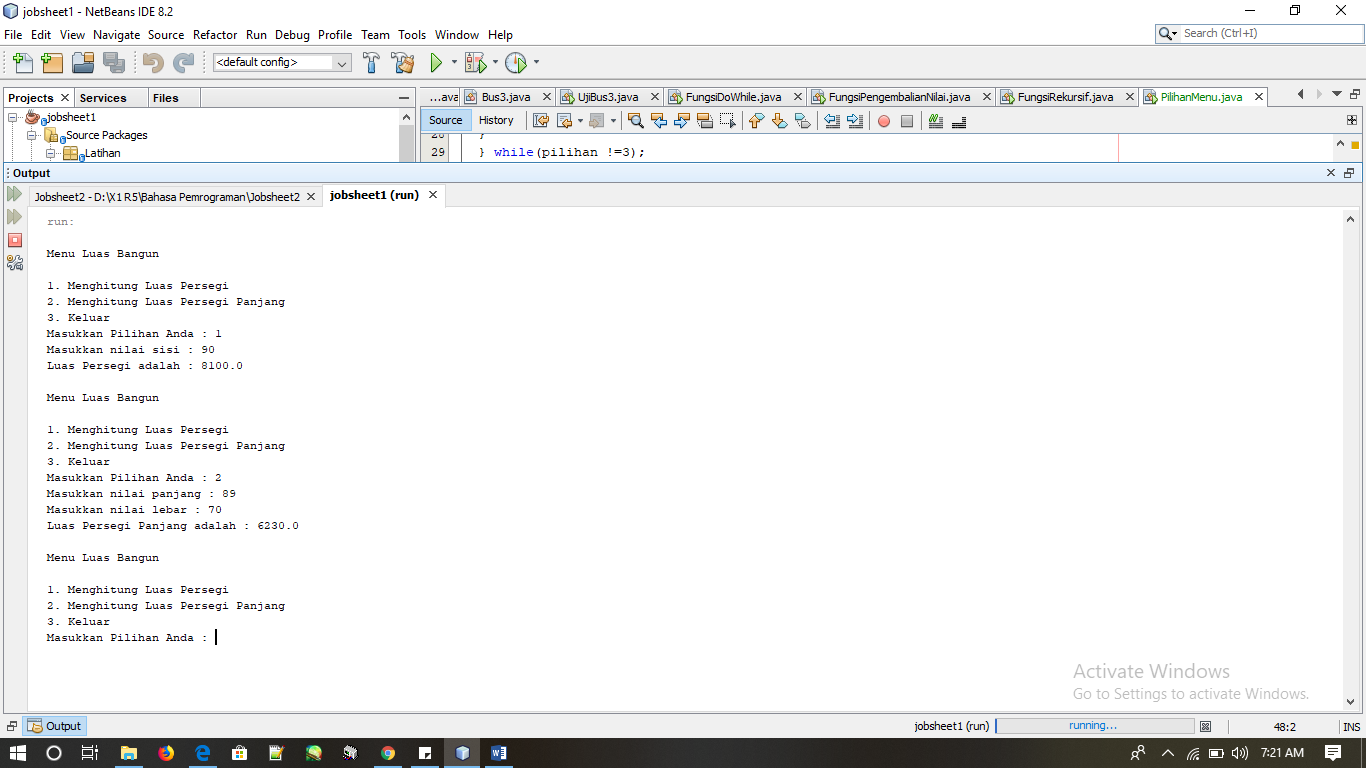 jobsheet1 - NetBeans IDE 8.2
File Edit View Navigate Source Refactor Run Debug Profile Team Tools Window Help
Search (Ctrl+I)
<default config>
Projects Services Files
...ava Bus3.java UjiBus3.java FungsiDoWhile.java FungsiPengembalianNilai.java FungsiRekursif.java PilihanMenu.java
jobsheet1
Source Packages
Latihan
Source History
28 }
29 } while(pilihan !=3);
Output
Jobsheet2 - D:\X1 R5\Bahasa Pemrograman\Jobsheet2 jobsheet1 (run)
run:
Menu Luas Bangun
1. Menghitung Luas Persegi
2. Menghitung Luas Persegi Panjang
3. Keluar
Masukkan Pilihan Anda : 1
Masukkan nilai sisi : 90
Luas Persegi adalah : 8100.0
Menu Luas Bangun
1. Menghitung Luas Persegi
2. Menghitung Luas Persegi Panjang
3. Keluar
Masukkan Pilihan Anda : 2
Masukkan nilai panjang : 89
Masukkan nilai lebar : 70
Luas Persegi Panjang adalah : 6230.0
Menu Luas Bangun
1. Menghitung Luas Persegi
2. Menghitung Luas Persegi Panjang
3. Keluar
Masukkan Pilihan Anda :
Activate Windows
Go to Settings to activate Windows.
Output
jobsheet1 (run) running... 48:2 INS
7:21 AM